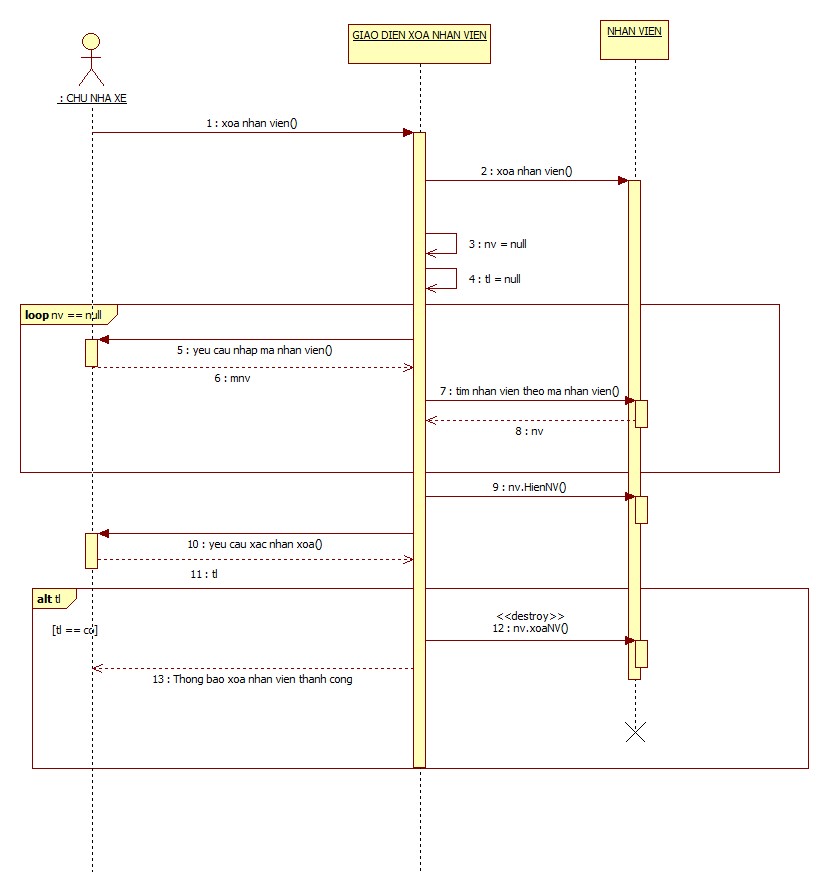 GIAO DIEN XOA NHAN VIEN
NHAN VIEN
: CHU NHA XE
1 : xoa nhan vien()
2 : xoa nhan vien()
3 : nv = null
4 : tl = null
loop nv == null
5 : yeu cau nhap ma nhan vien()
6 : mnv
7 : tim nhan vien theo ma nhan vien()
8 : nv
9 : nv.HienNV()
10 : yeu cau xac nhan xoa()
11 : tl
alt tl
[tl == co]
<<destroy>>
12 : nv.xoaNV()
13 : Thong bao xoa nhan vien thanh cong